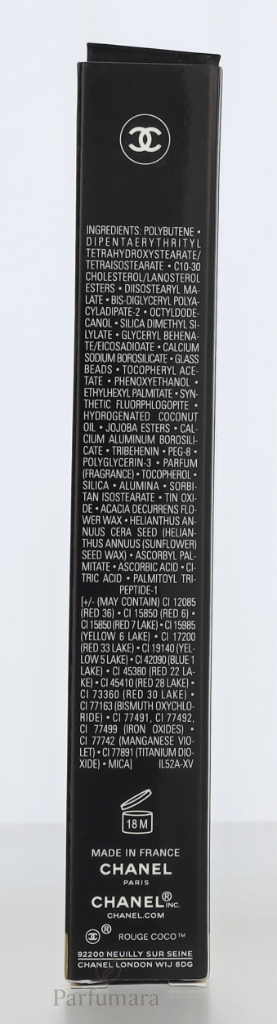 INGREDIENTS: POLYBUTENE •
DIPENTAERYTHRITYL
TETRAHYDROXYSTEARATE/
TETRAISOSTEARATE • C10-30
CHOLESTEROL/LANOSTEROL
ESTERS • DIISOSTEARYL MA-
LATE • BIS-DIGLYCERYL POLYA-
CYLADIPATE-2 • OCTYLDODE-
CANOL • SILICA DIMETHYL SI-
LYLATE • GLYCERYL BEHENA-
TE/EICOSADIOATE • CALCIUM
SODIUM BOROSILICATE • GLASS
BEADS • TOCOPHERYL ACE-
TATE • PHENOXYETHANOL •
ETHYLHEXYL PALMITATE • SYN-
THETIC FLUORPHLOGOPITE •
HYDROGENATED COCONUT
OIL • JOJOBA ESTERS • CAL-
CIUM ALUMINUM BOROSILI-
CATE • TRIBEHENIN • PEG-8 •
POLYGLYCERIN-3 • PARFUM
(FRAGRANCE) • TOCOPHEROL •
SILICA • ALUMINA • SORBI-
TAN ISOSTEARATE • TIN OXI-
DE • ACACIA DECURRENS FLO-
WER WAX • HELIANTHUS AN-
NUUS CERA SEED (HELIAN-
THUS ANNUUS (SUNFLOWER)
SEED WAX) • ASCORBYL PAL-
MITATE • ASCORBIC ACID • CI-
TRIC ACID • PALMITOYL TRI-
PEPTIDE-1
[+/- (MAY CONTAIN) CI 12085
(RED 36) • CI 15850 (RED 6) •
CI 15850 (RED 7 LAKE) • CI 15985
(YELLOW 6 LAKE) • CI 17200
(RED 33 LAKE) • CI 19140 (YEL-
LOW 5 LAKE) • CI 42090 (BLUE 1
LAKE) • CI 45380 (RED 22 LA-
KE) • CI 45410 (RED 28 LAKE) •
CI 73360 (RED 30 LAKE) •
CI 77163 (BISMUTH OXYCHLO-
RIDE) • CI 77491, CI 77492,
CI 77499 (IRON OXIDES) •
CI 77742 (MANGANESE VIO-
LET) • CI 77891 (TITANIUM DIO-
XIDE) • MICA] IL52A-XV
18 M
MADE IN FRANCE
CHANEL
PARIS
CHANEL® INC.
CHANEL.COM
® ROUGE COCO™
92200 NEUILLY SUR SEINE
CHANEL LONDON W1J 6DG
Parfumara